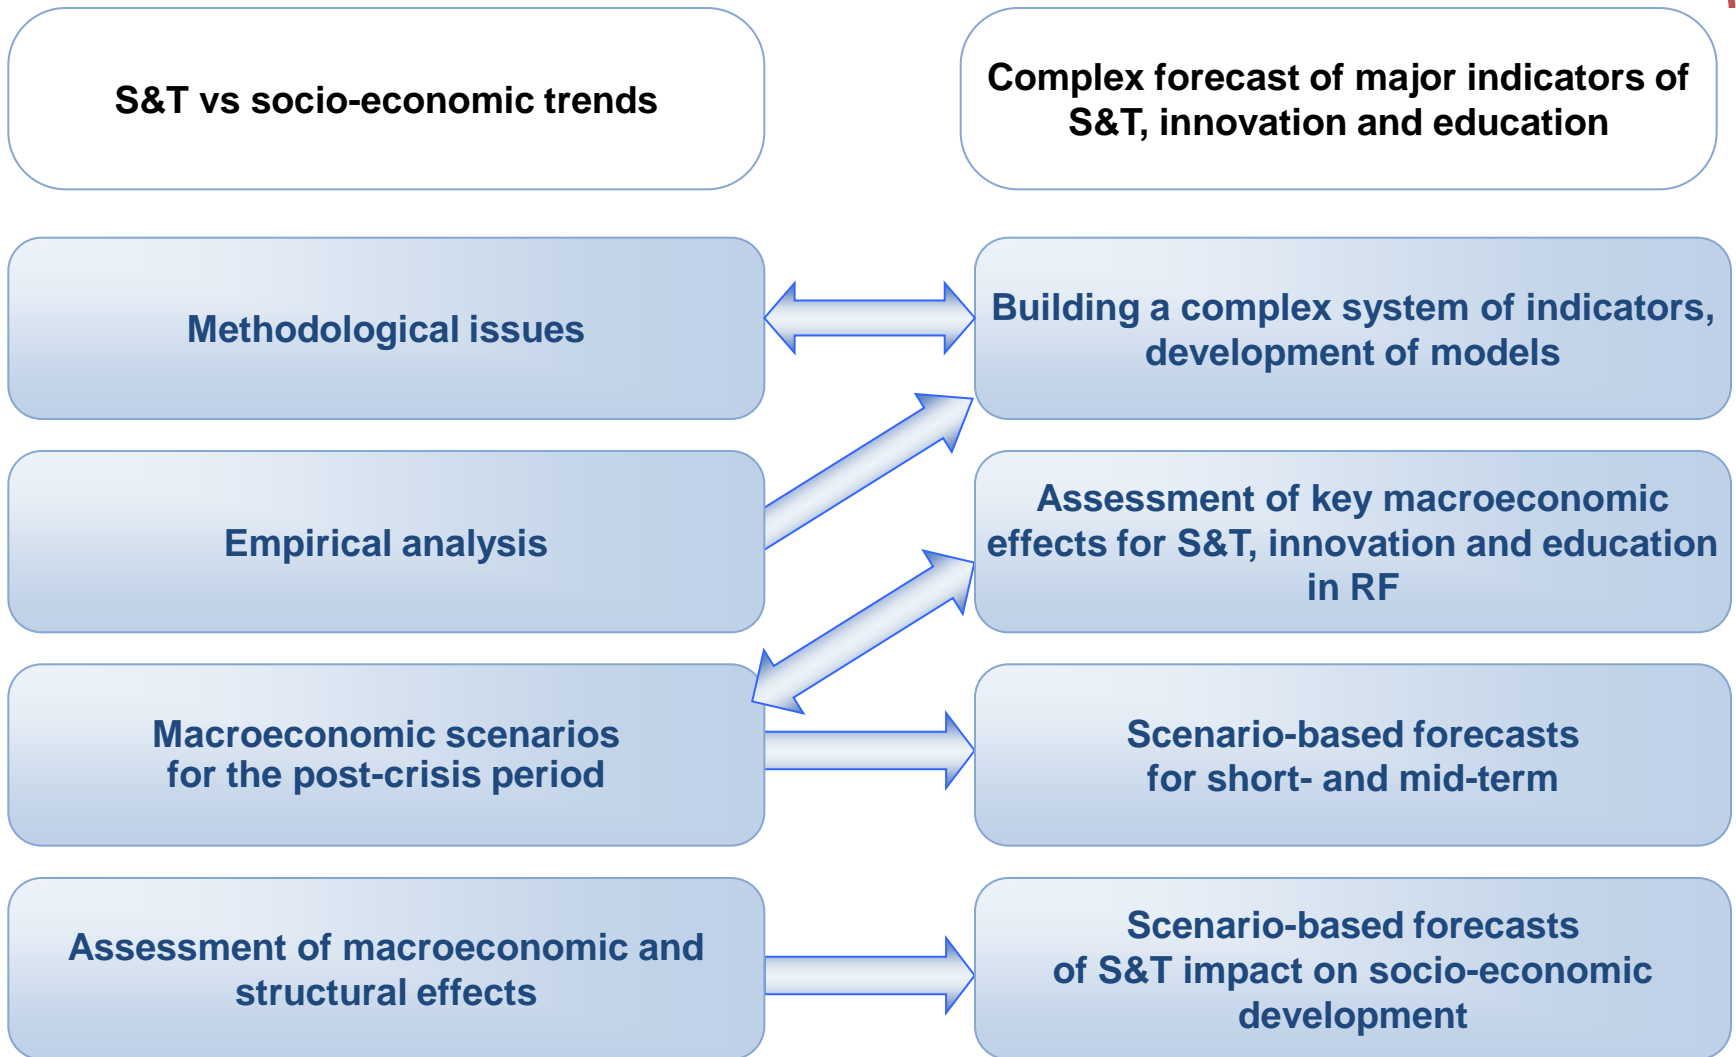 S&T vs socio-economic trends
Complex forecast of major indicators of
S&T, innovation and education
Methodological issues
Building a complex system of indicators,
development of models
Empirical analysis
Assessment of key macroeconomic
effects for S&T, innovation and education
in RF
Macroeconomic scenarios
for the post-crisis period
Scenario-based forecasts
for short- and mid-term
Assessment of macroeconomic and
structural effects
Scenario-based forecasts
of S&T impact on socio-economic
development